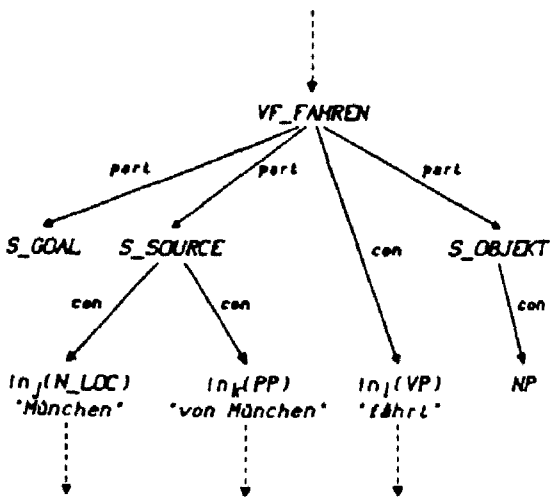 VF_FAHREN
part part part
S_GOAL S_SOURCE con S_OBJEKT
con con con
in_j(N_LOC) in_k(PP) in_l(VP) NP
"München" "von München" "fährt"